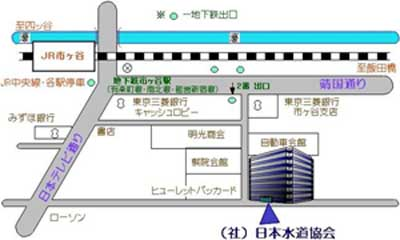 ※ ○ ー地下鉄出口
至四ッ谷
JR市ヶ谷
至飯田橋
JR中央線・各駅停車
地下鉄市ヶ谷駅
(有楽町線・南北線・都営新宿線)
2番 出口
靖国通り
東京三菱銀行
キャッシュロビー
東京三菱銀行
市ヶ谷支店
みずほ銀行
書店
明光商会
自動車会館
日本テレビ通り
棋院会館
ヒューレットパッカード
ローソン
(社)日本水道協会